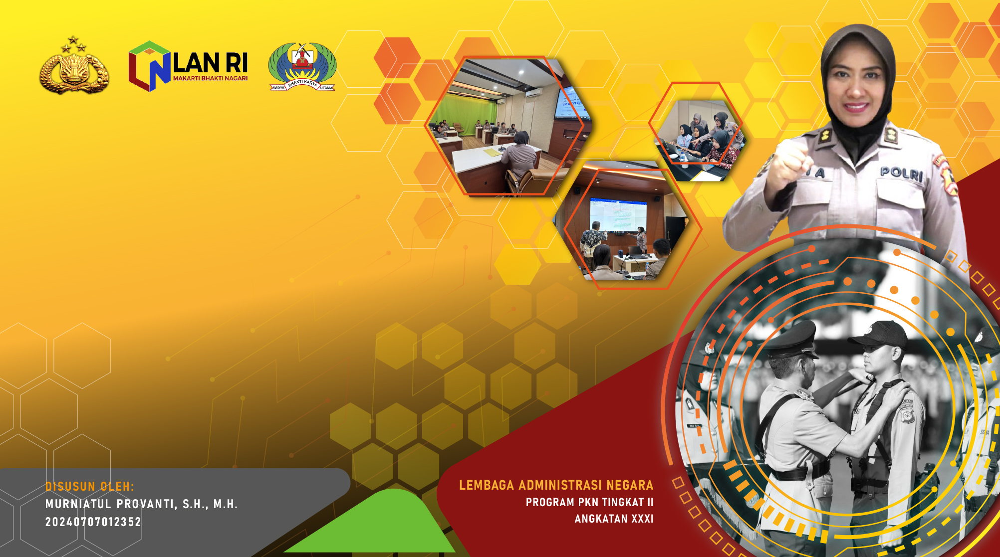 LAN RI
MAKARTI BHAKTI NAGARI
WIDYA BHAKTI KARYA UTAMA
learning
POLRI
DISUSUN OLEH:
MURNIATUL PROVANTI, S.H., M.H.
20240707012352
LEMBAGA ADMINISTRASI NEGARA
PROGRAM PKN TINGKAT II
ANGKATAN XXXI